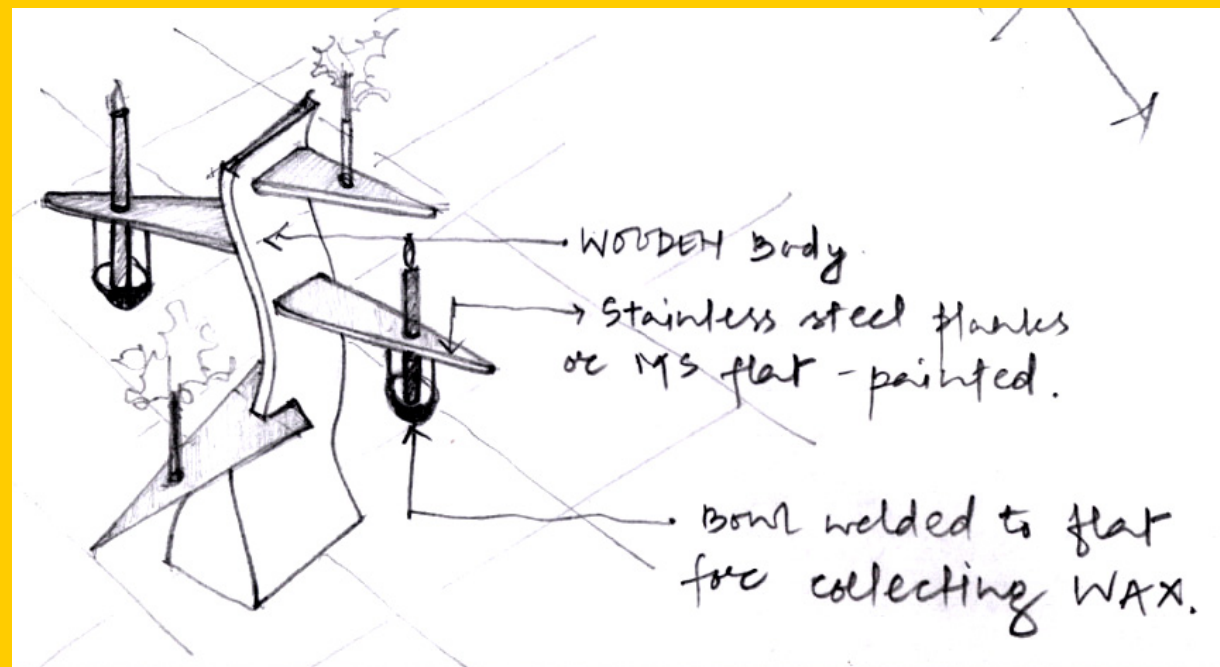 WOODEN Body
Stainless steel planks
or MS flat - painted.
Bowl welded to flat
for collecting WAX.